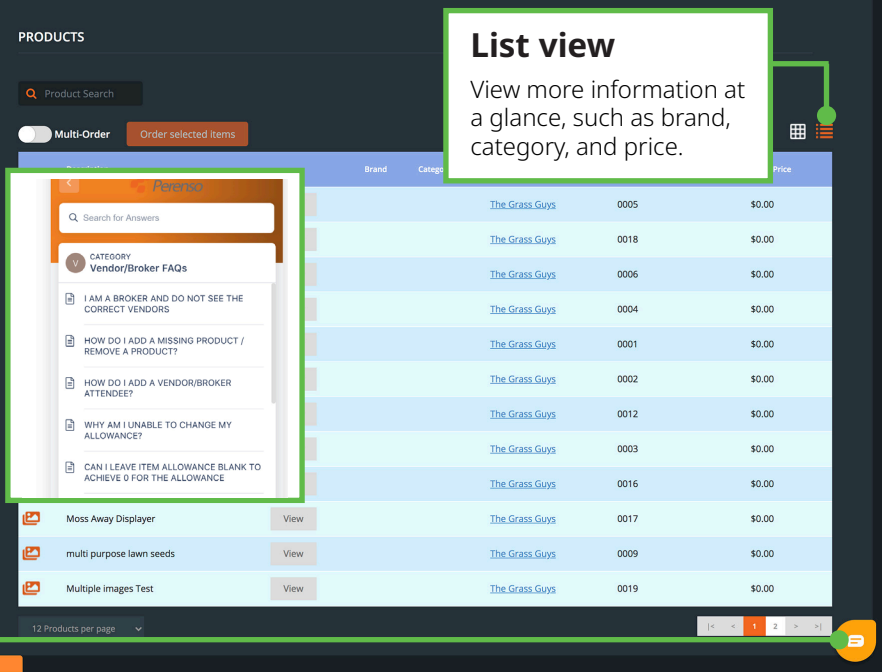 PRODUCTS
List view
View more information at
a glance, such as brand,
category, and price.
Product Search
Multi-Order
Order selected items
Brand
Price
Perenso
Search for Answers
V
CATEGORY
Vendor/Broker FAQs
I AM A BROKER AND DO NOT SEE THE
CORRECT VENDORS
HOW DO I ADD A MISSING PRODUCT /
REMOVE A PRODUCT?
HOW DO I ADD A VENDOR/BROKER
ATTENDEE?
WHY AM I UNABLE TO CHANGE MY
ALLOWANCE?
CAN I LEAVE ITEM ALLOWANCE BLANK TO
ACHIEVE 0 FOR THE ALLOWANCE
The Grass Guys 0005 $0.00
The Grass Guys 0018 $0.00
The Grass Guys 0006 $0.00
The Grass Guys 0004 $0.00
The Grass Guys 0001 $0.00
The Grass Guys 0002 $0.00
The Grass Guys 0012 $0.00
The Grass Guys 0003 $0.00
The Grass Guys 0016 $0.00
Moss Away Displayer View The Grass Guys 0017 $0.00
multi purpose lawn seeds View The Grass Guys 0009 $0.00
Multiple images Test View The Grass Guys 0019 $0.00
12 Products per page
|< < 1 2 > >|